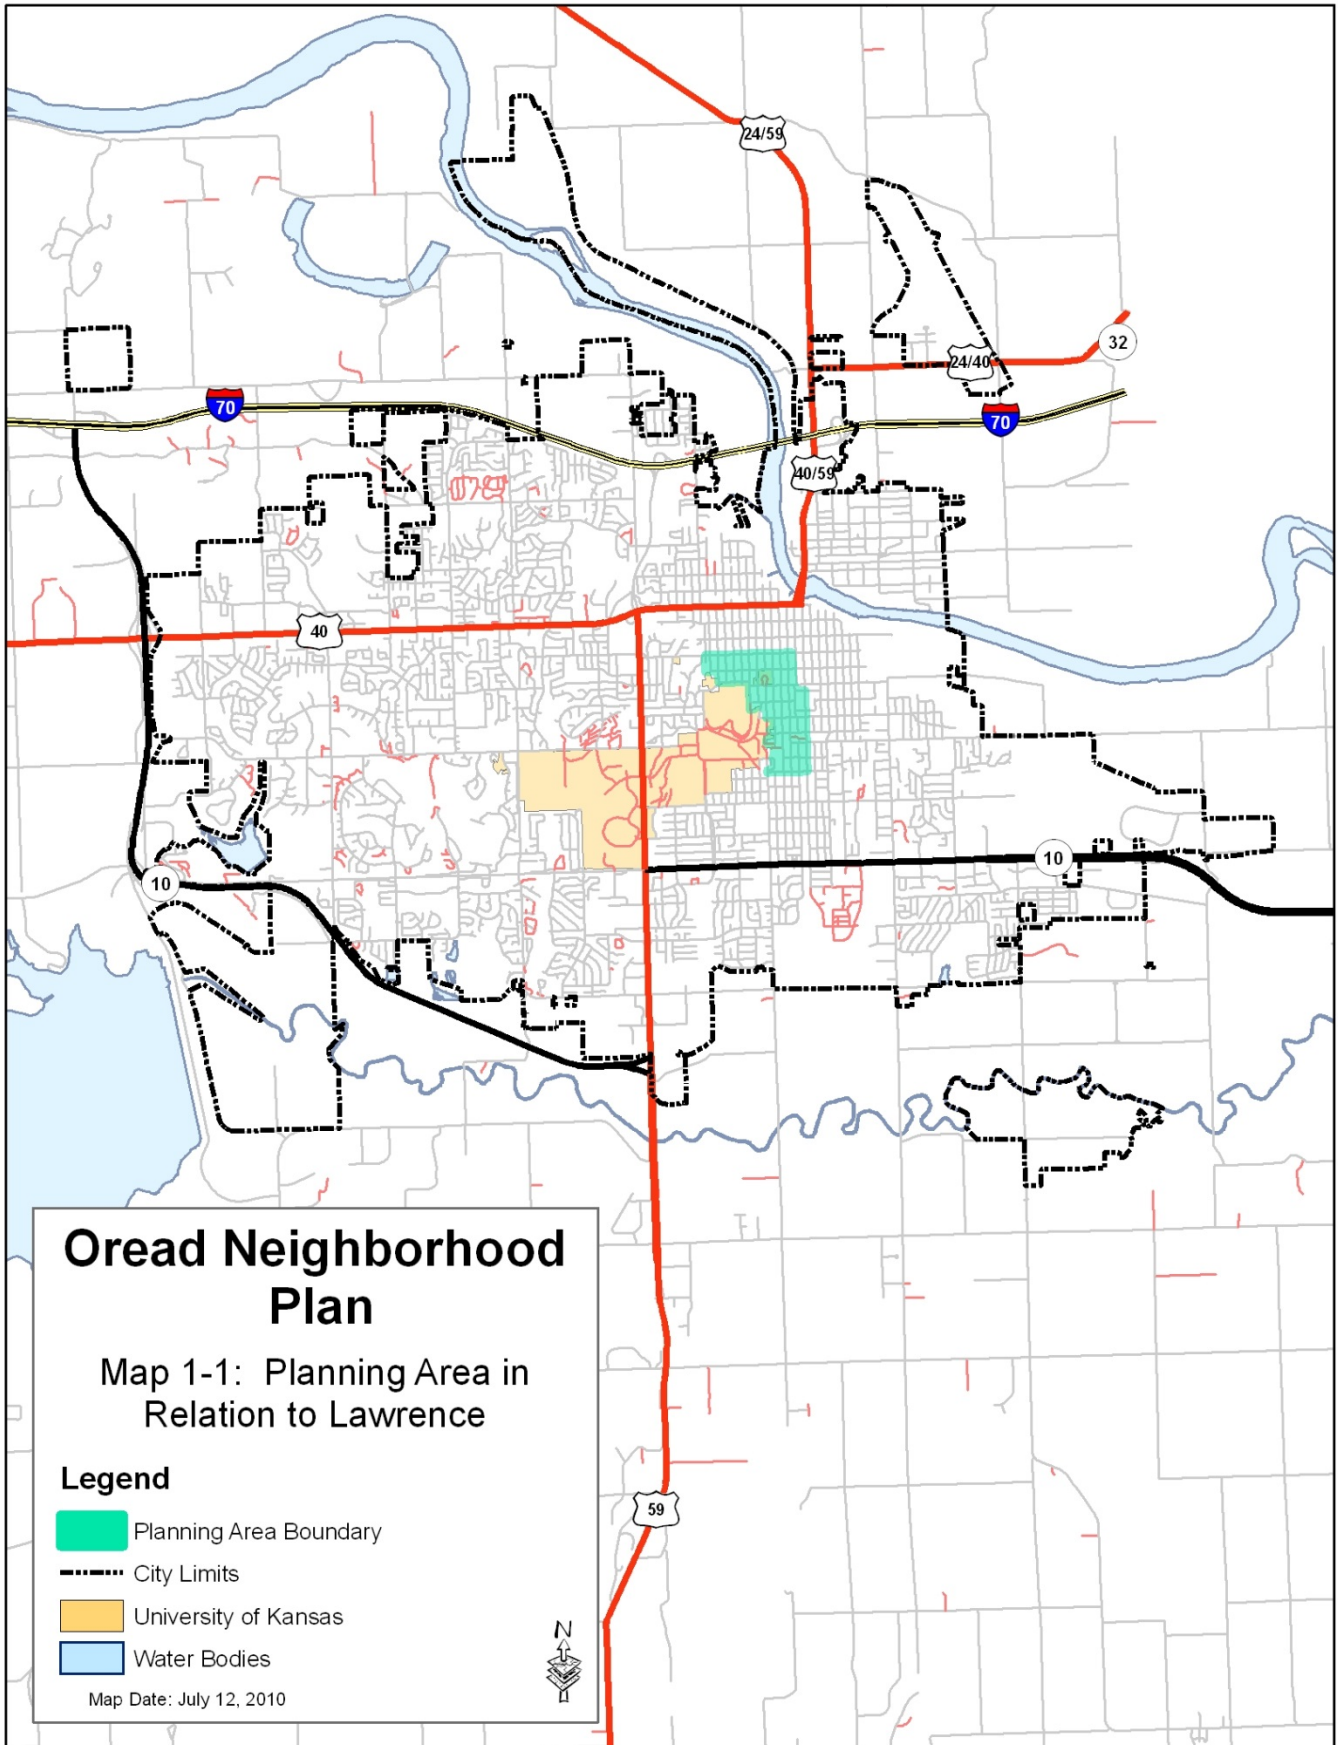 24/59
32
24/40
70
70
40/59
40
10
10
Oread Neighborhood
Plan
Map 1-1: Planning Area in
Relation to Lawrence
Legend
59
Planning Area Boundary
City Limits
University of Kansas
N
Water Bodies
Map Date: July 12, 2010